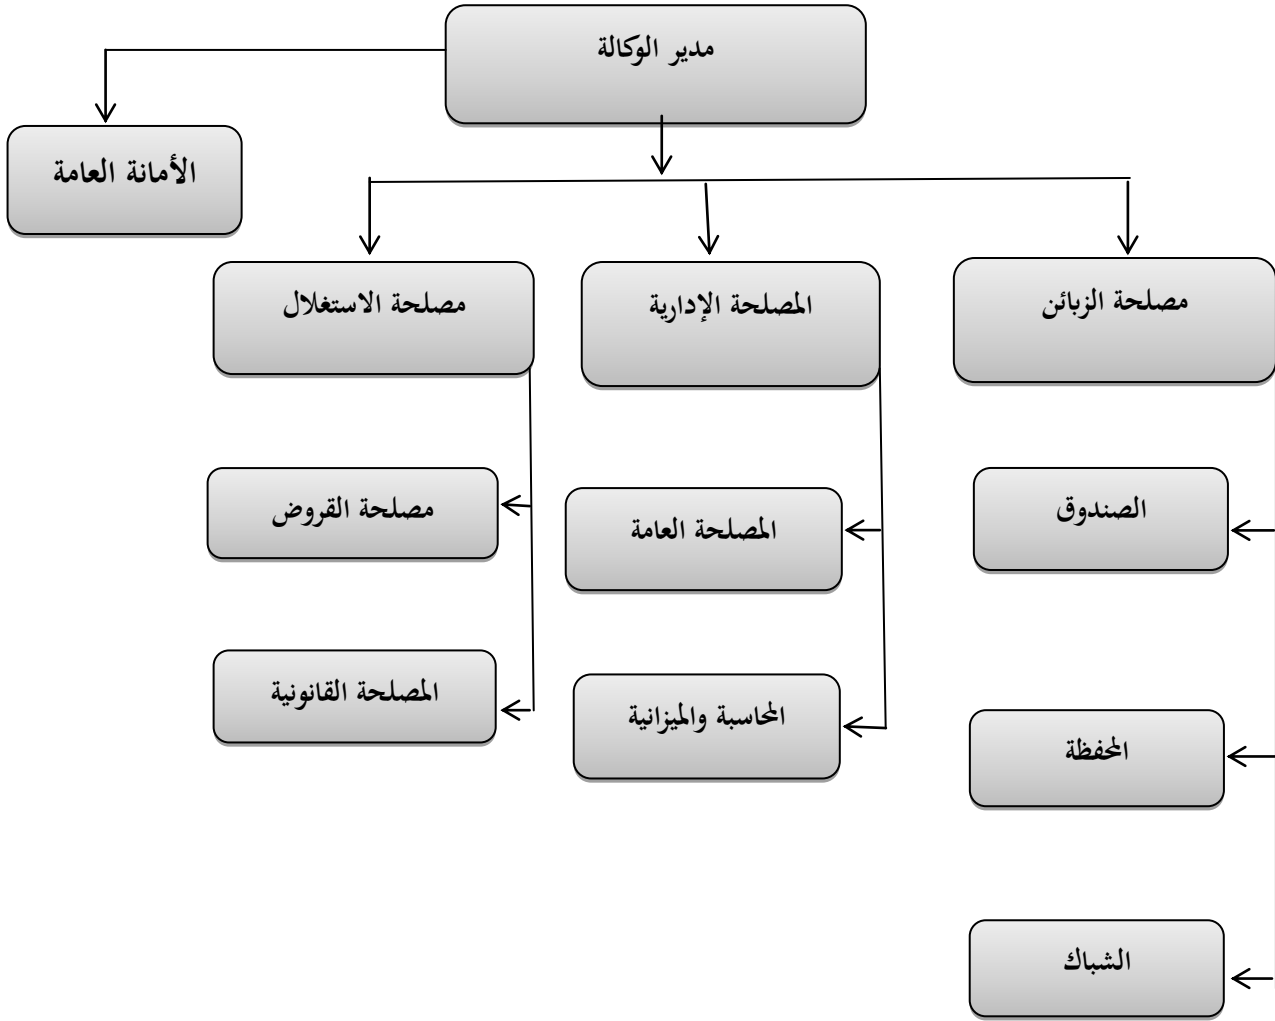 مدير الوكالة
الأمانة العامة
مصلحة الزبائن
المصلحة الإدارية
مصلحة الاستغلال
الصندوق
المصلحة العامة
مصلحة القروض
المحفظة
المحاسبة والميزانية
المصلحة القانونية
الشباك